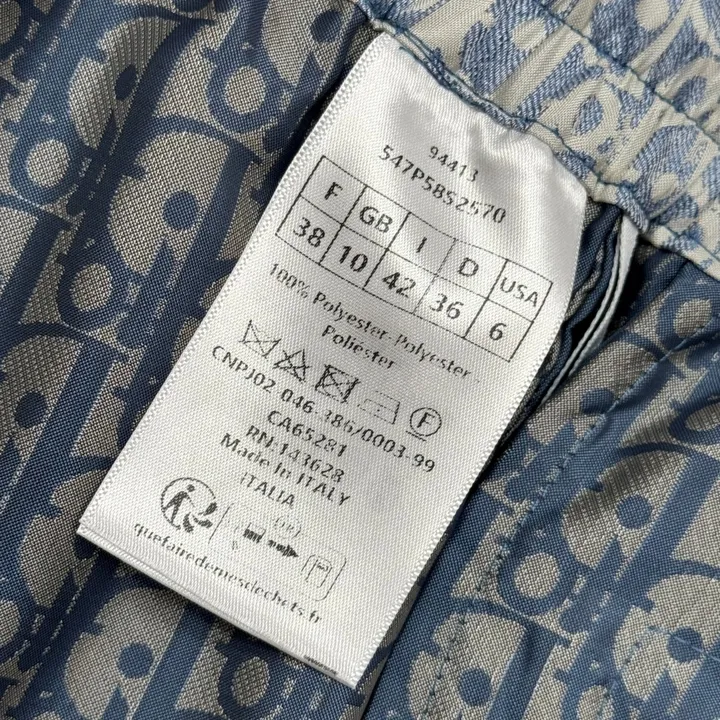 94413
547P58S2570
F GB I D USA
38 10 42 36 6
100% Polyester-Polyester-
Poliester
F
CNPJ02 046 386/0003-99
CA65281
RN:143628
Made In ITALY
ITALIA
quefairedemesdechets.fr